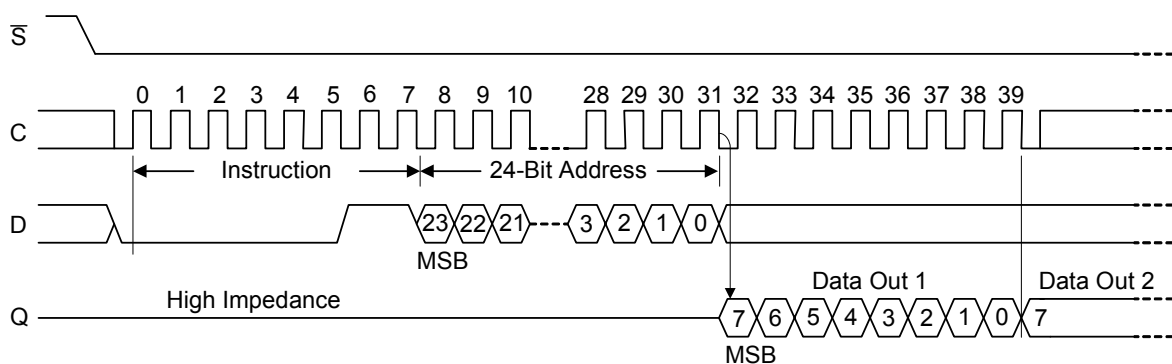 S
0 1 2 3 4 5 6 7 8 9 10 28 29 30 31 32 33 34 35 36 37 38 39
C
Instruction 24-Bit Address
D 23 22 21 3 2 1 0
MSB
High Impedance Data Out 1 Data Out 2
Q 7 6 5 4 3 2 1 0 7
MSB